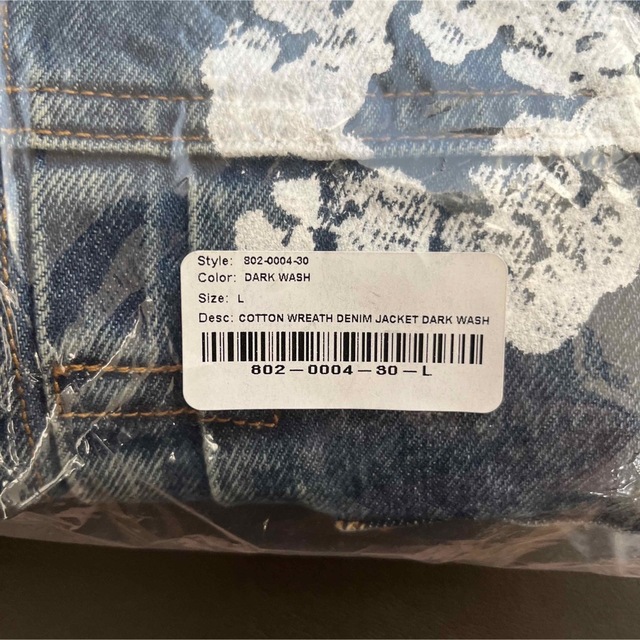 Style: 802-0004-30
Color: DARK WASH
Size: L
Desc: COTTON WREATH DENIM JACKET DARK WASH
802-0004-30-L